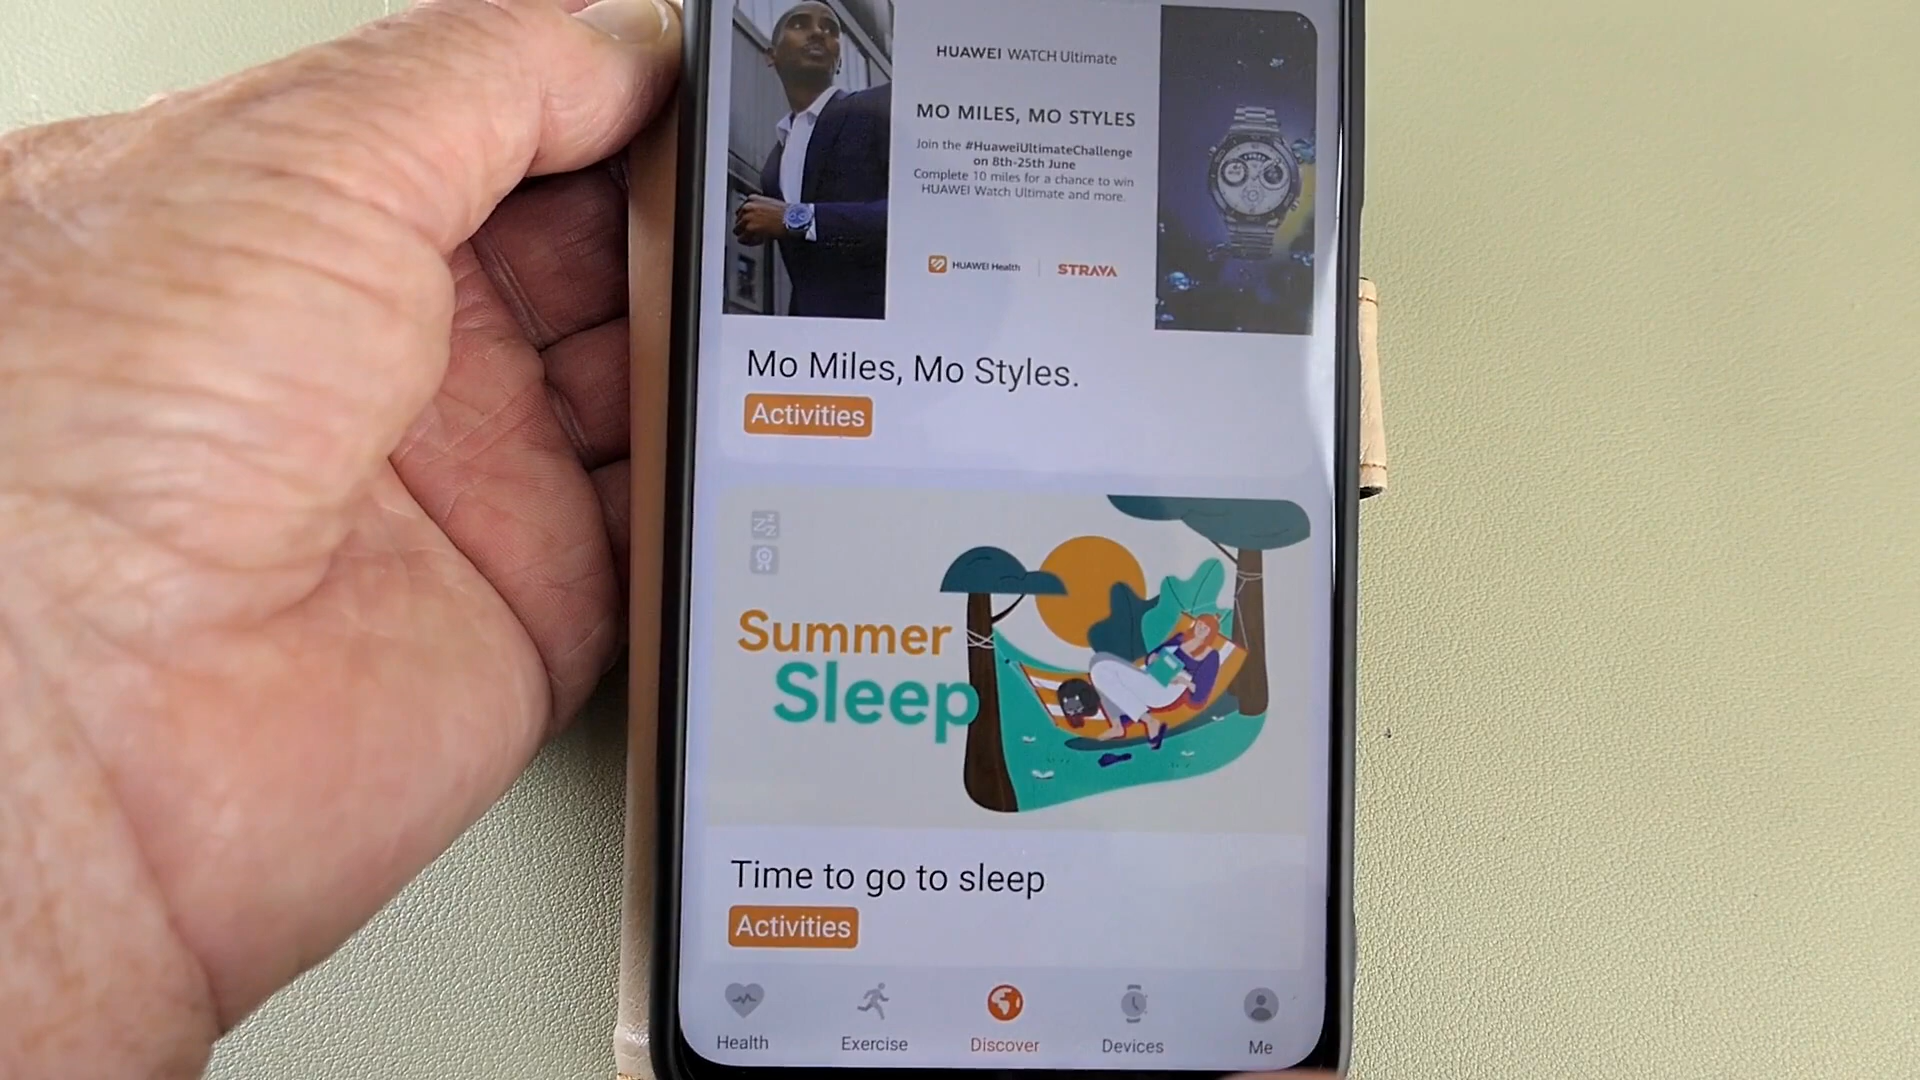 HUAWEI WATCH Ultimate
MO MILES, MO STYLES
Join the #HuaweiUltimateChallenge
on 8th-25th June
Complete 10 miles for a chance to win
HUAWEI Watch Ultimate and more.
HUAWEI Health
STRAVA
Mo Miles, Mo Styles.
Activities
Summer
Sleep
Time to go to sleep
Activities
Health
Exercise
Discover
Devices
Me